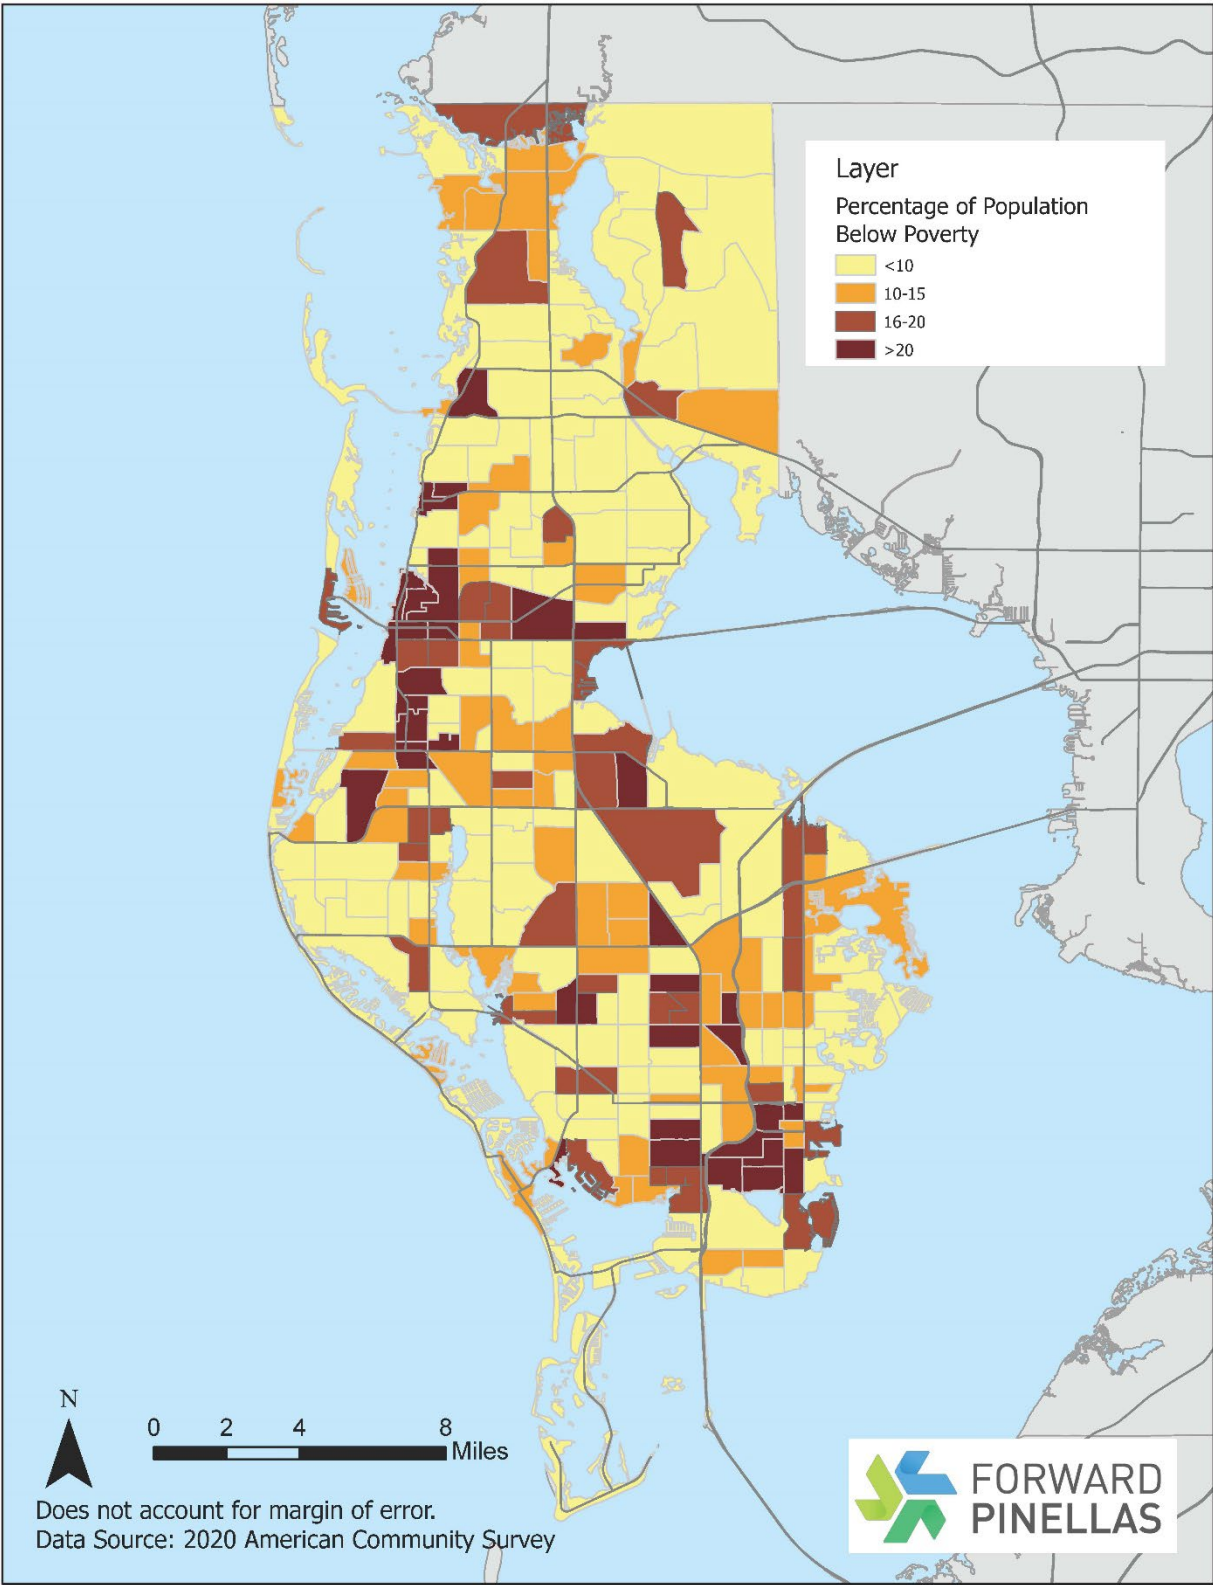 Layer
Percentage of Population
Below Poverty
<10
10-15
16-20
>20
N
0 2 4 8 Miles
Does not account for margin of error.
Data Source: 2020 American Community Survey
FORWARD
PINELLAS